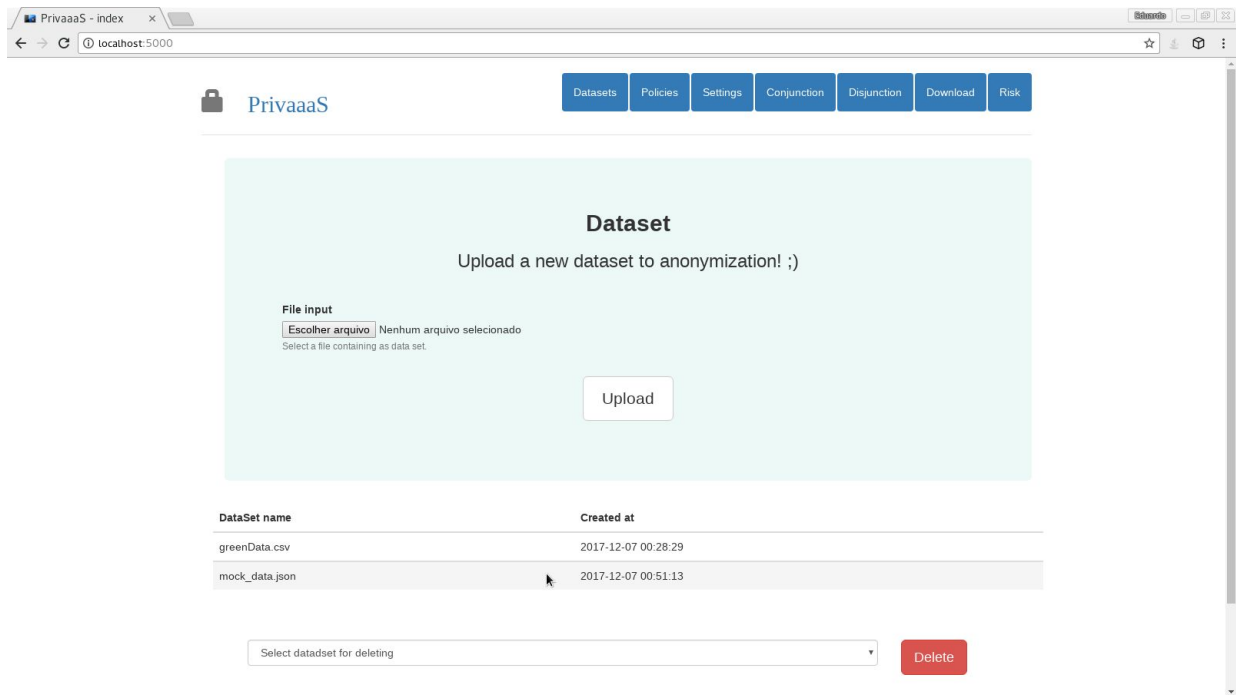 PrivaaaS - index
Eduardo
localhost:5000
PrivaaaS
Datasets Policies Settings Conjunction Disjunction Download Risk
Dataset
Upload a new dataset to anonymization! ;)
File input
Escolher arquivo Nenhum arquivo selecionado
Select a file containing as data set.
Upload
DataSet name Created at
greenData.csv 2017-12-07 00:28:29
mock_data.json 2017-12-07 00:51:13
Select datadset for deleting
Delete